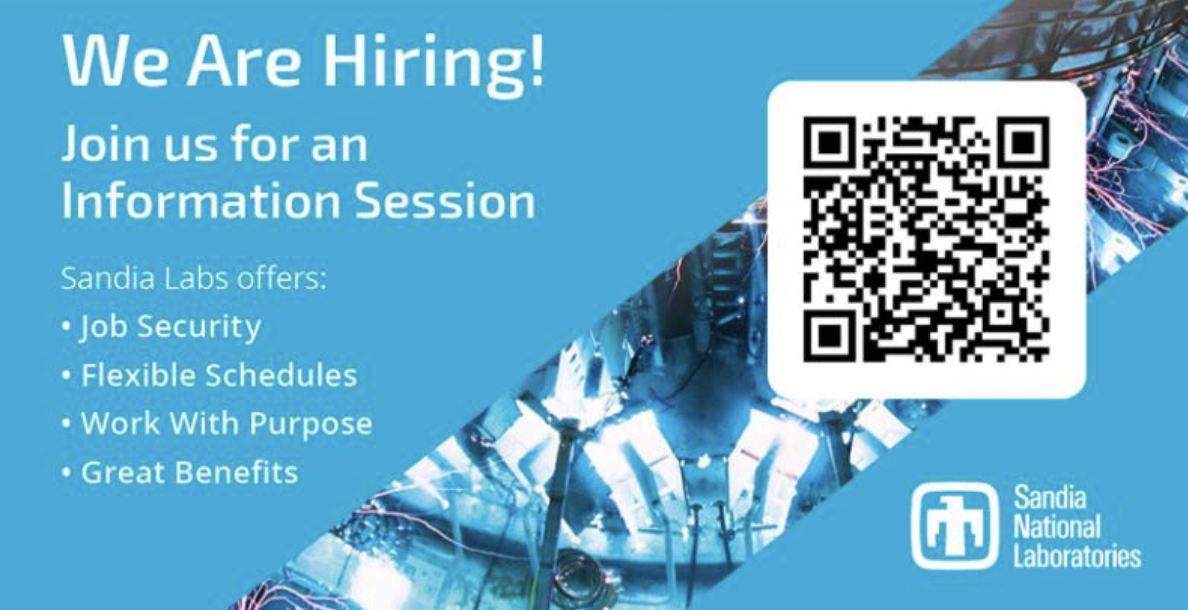 We Are Hiring!
Join us for an
Information Session
Sandia Labs offers:
• Job Security
• Flexible Schedules
• Work With Purpose
• Great Benefits
Sandia
National
Laboratories